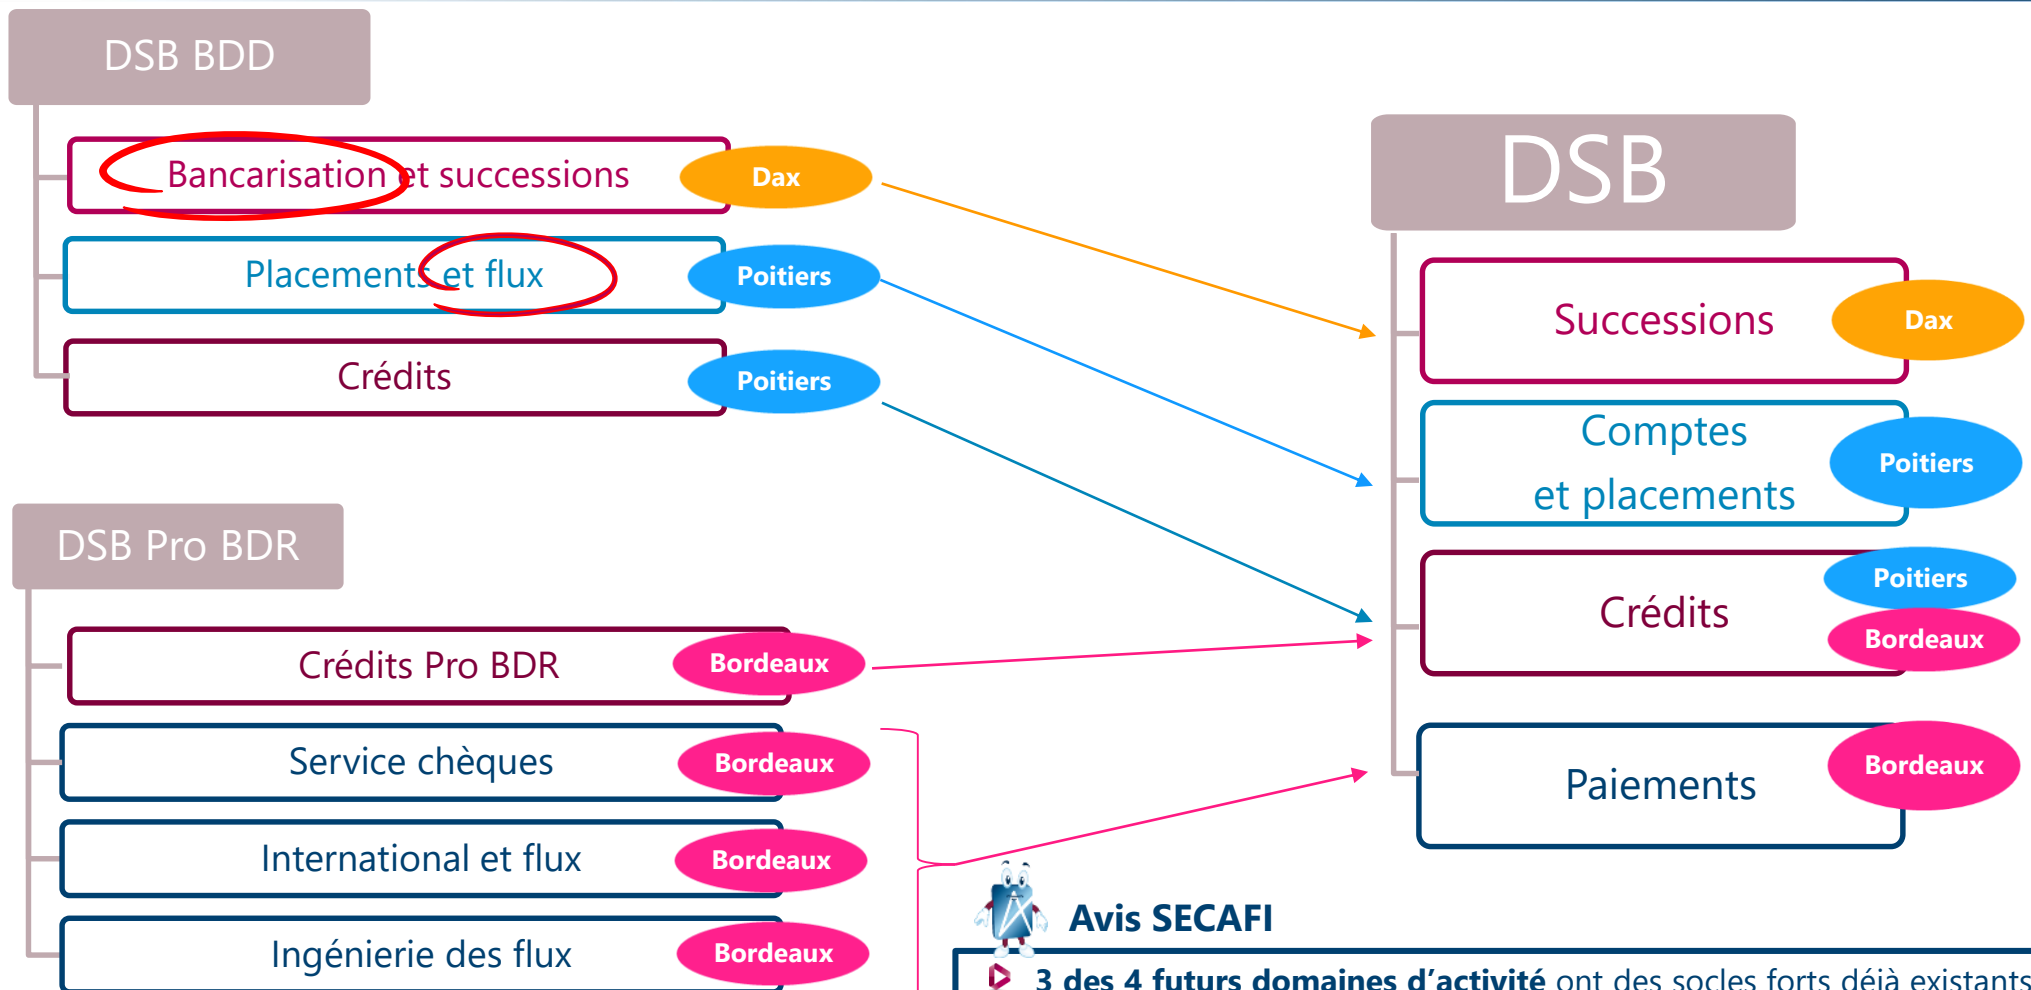 DSB BDD
Bancarisation et successions
Dax
Placements et flux
Poitiers
Crédits
Poitiers
DSB Pro BDR
Crédits Pro BDR
Bordeaux
Service chèques
Bordeaux
International et flux
Bordeaux
Ingénierie des flux
Bordeaux
DSB
Successions
Dax
Comptes
et placements
Poitiers
Crédits
Poitiers
Bordeaux
Paiements
Bordeaux
Avis SECAFI
3 des 4 futurs domaines d’activité ont des socles forts déjà existants